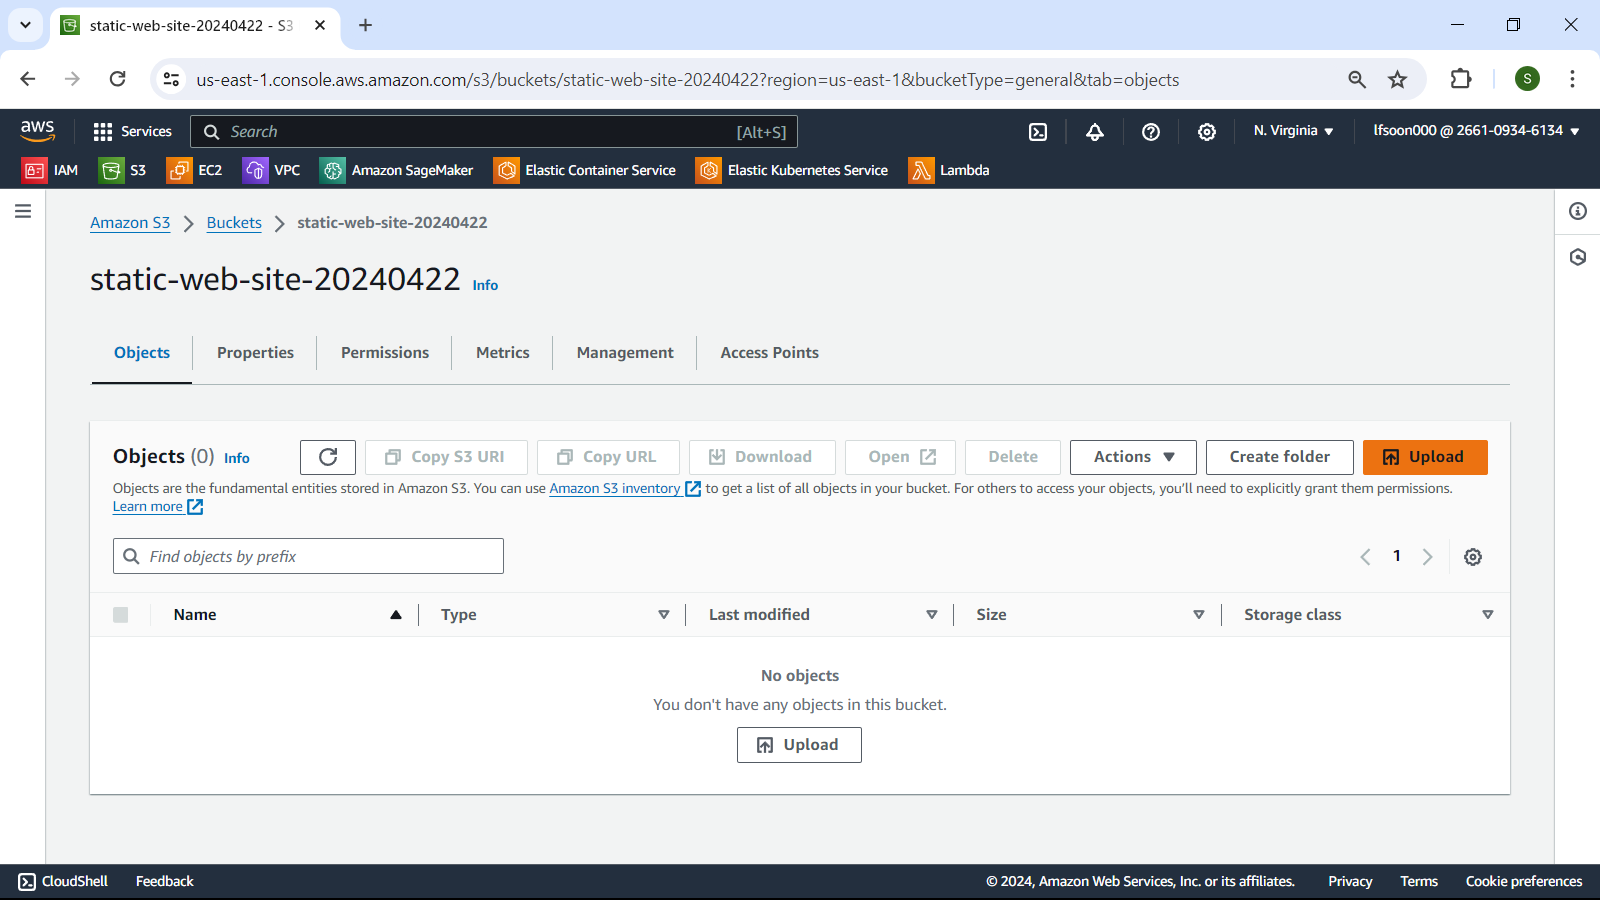 static-web-site-20240422 - S3
us-east-1.console.aws.amazon.com/s3/buckets/static-web-site-20240422?region=us-east-1&bucketType=general&tab=objects
S
aws
Services
Search
[Alt+S]
N. Virginia
lfsoon000 @ 2661-0934-6134
IAM
S3
EC2
VPC
Amazon SageMaker
Elastic Container Service
Elastic Kubernetes Service
Lambda
Amazon S3
Buckets
static-web-site-20240422
static-web-site-20240422
Info
Objects
Properties
Permissions
Metrics
Management
Access Points
Objects (0)
Info
Copy S3 URI
Copy URL
Download
Open
Delete
Actions
Create folder
Upload
Objects are the fundamental entities stored in Amazon S3. You can use Amazon S3 inventory to get a list of all objects in your bucket. For others to access your objects, you'll need to explicitly grant them permissions.
Learn more
Find objects by prefix
1
Name
Type
Last modified
Size
Storage class
No objects
You don't have any objects in this bucket.
Upload
CloudShell
Feedback
© 2024, Amazon Web Services, Inc. or its affiliates.
Privacy
Terms
Cookie preferences